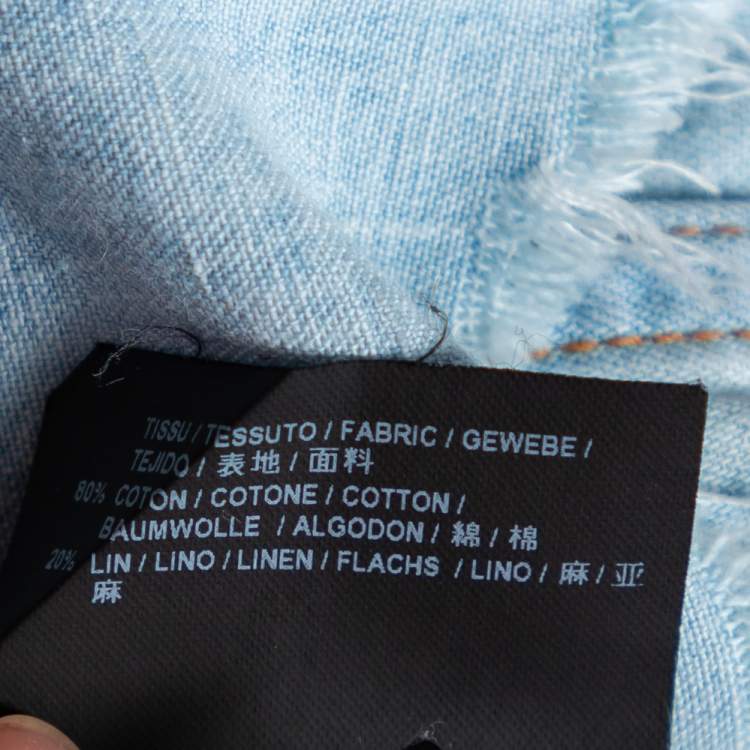 TISSU / TESSUTO / FABRIC / GEWEBE /
TEJIDO / 表地 / 面料
80% COTON / COTONE / COTTON /
BAUMWOLLE / ALGODON / 綿 / 棉
20% LIN / LINO / LINEN / FLACHS / LINO / 麻 / 亚
麻